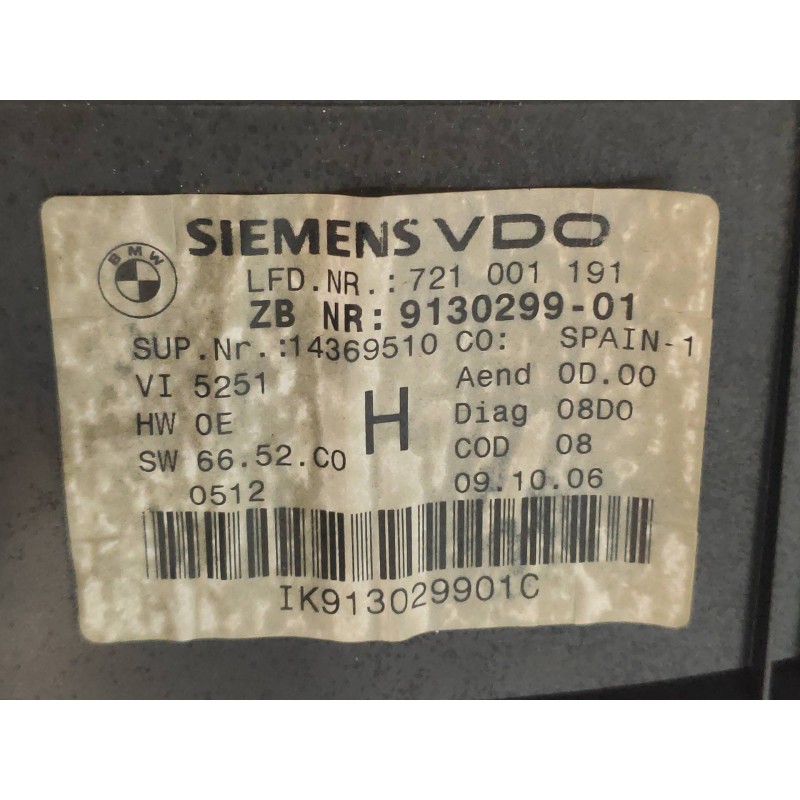 BMW
SIEMENS VDO
LFD.NR.: 721 001 191
ZB NR: 9130299-01
SUP.Nr.:14369510 CO: SPAIN-1
VI 5251 Aend 0D.00
HW 0E H Diag 08D0
SW 66.52.C0 COD 08
0512 09.10.06
IK913029901C